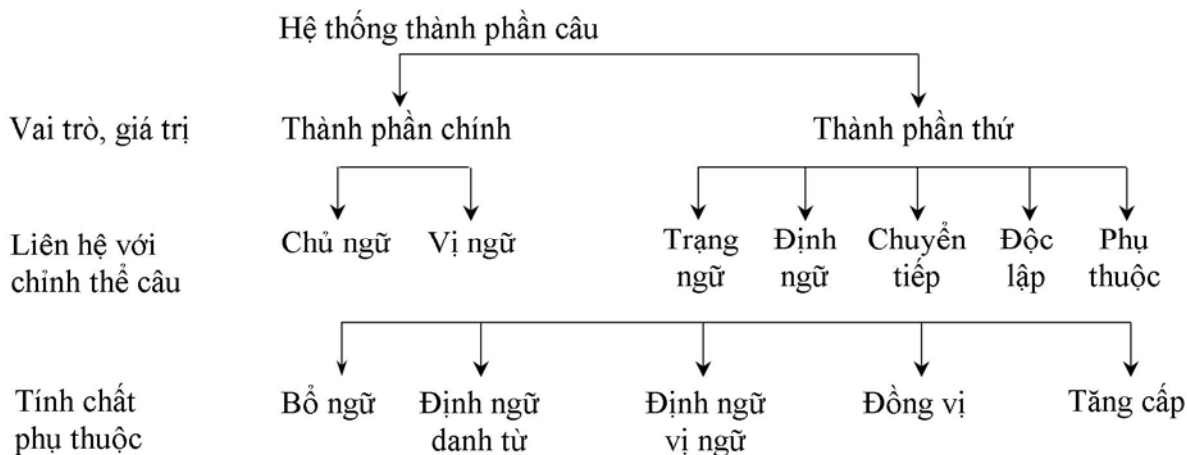 Hệ thống thành phần câu
Vai trò, giá trị Thành phần chính Thành phần thứ
Liên hệ với Chủ ngữ Vị ngữ Trạng Định Chuyển Độc Phụ
chỉnh thể câu ngữ ngữ tiếp lập thuộc
Tính chất Bổ ngữ Định ngữ Định ngữ Đồng vị Tăng cấp
phụ thuộc danh từ vị ngữ